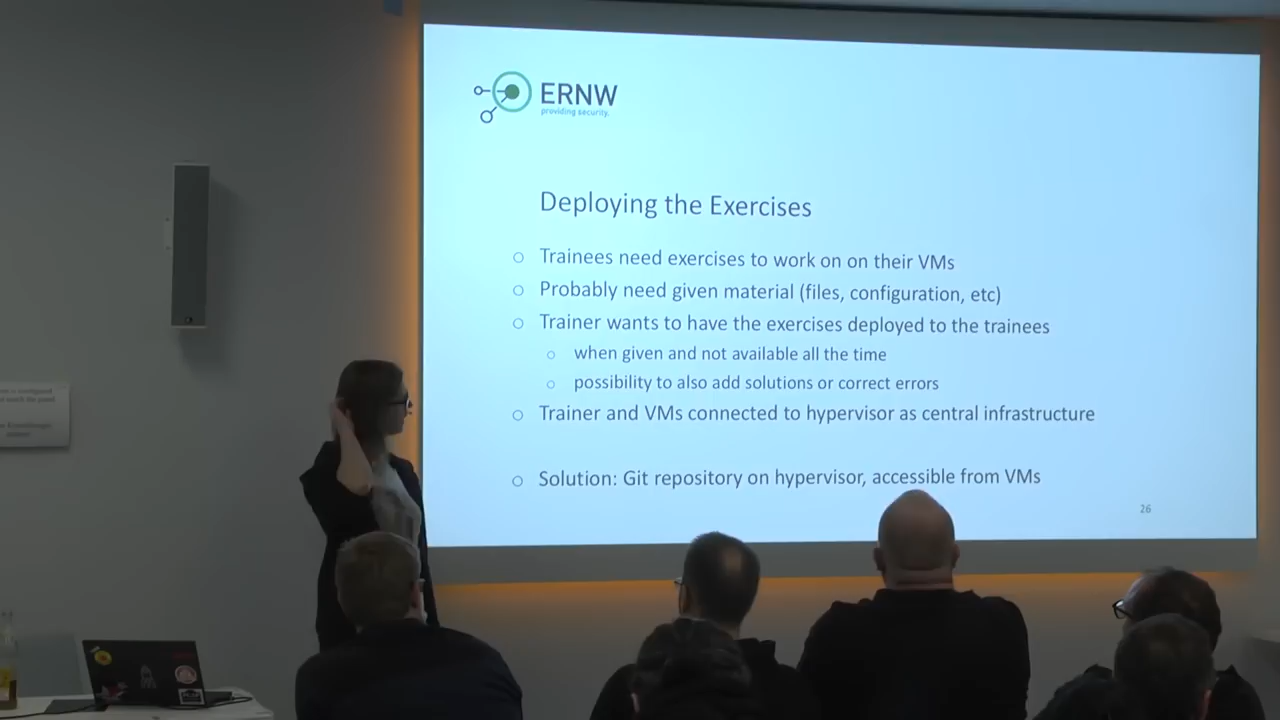 ERNW
providing security.
Deploying the Exercises
Trainees need exercises to work on on their VMs
Probably need given material (files, configuration, etc)
Trainer wants to have the exercises deployed to the trainees
when given and not available all the time
possibility to also add solutions or correct errors
Trainer and VMs connected to hypervisor as central infrastructure
Solution: Git repository on hypervisor, accessible from VMs
26